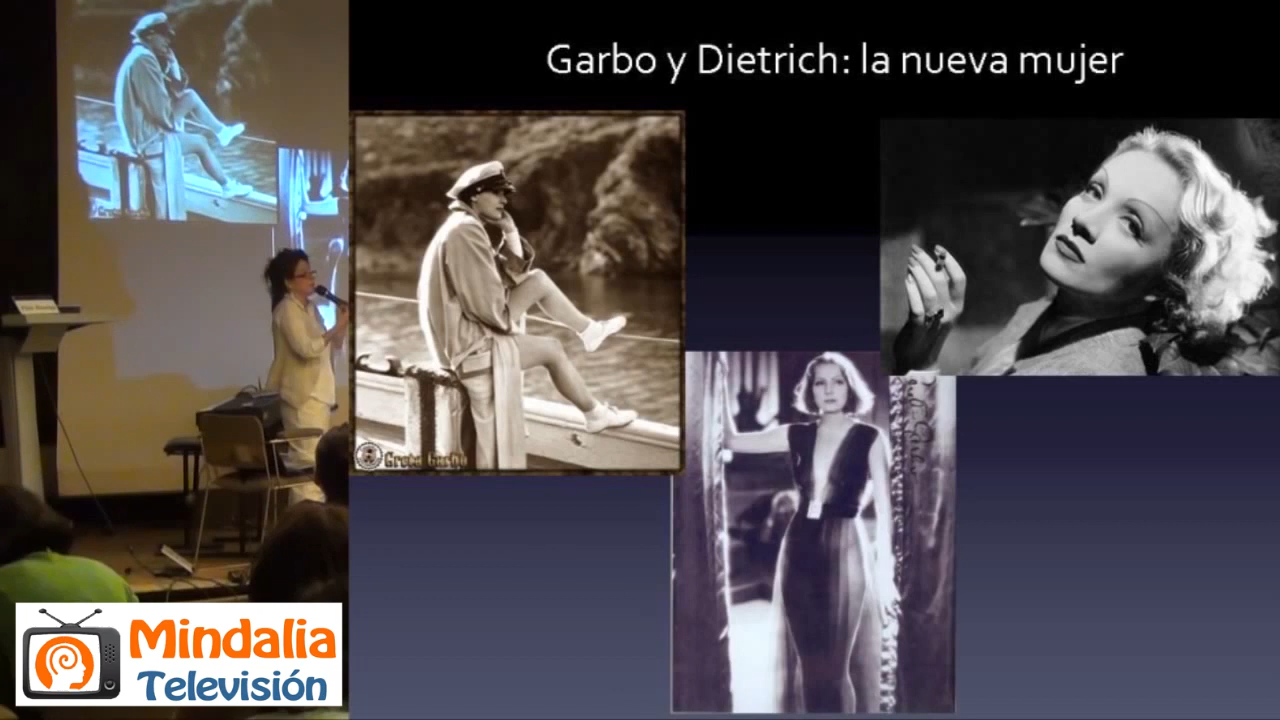 Garbo y Dietrich: la nueva mujer
Greta Garbo
Mindalia
Televisión